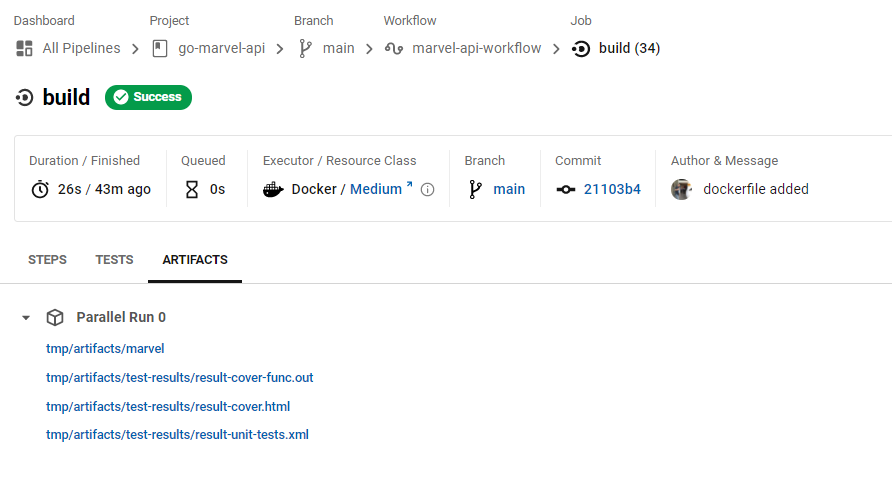 Dashboard Project Branch Workflow Job
All Pipelines go-marvel-api main marvel-api-workflow build (34)
build Success
Duration / Finished Queued Executor / Resource Class Branch Commit Author & Message
26s / 43m ago 0s Docker / Medium main 21103b4 dockerfile added
STEPS TESTS ARTIFACTS
Parallel Run 0
tmp/artifacts/marvel
tmp/artifacts/test-results/result-cover-func.out
tmp/artifacts/test-results/result-cover.html
tmp/artifacts/test-results/result-unit-tests.xml